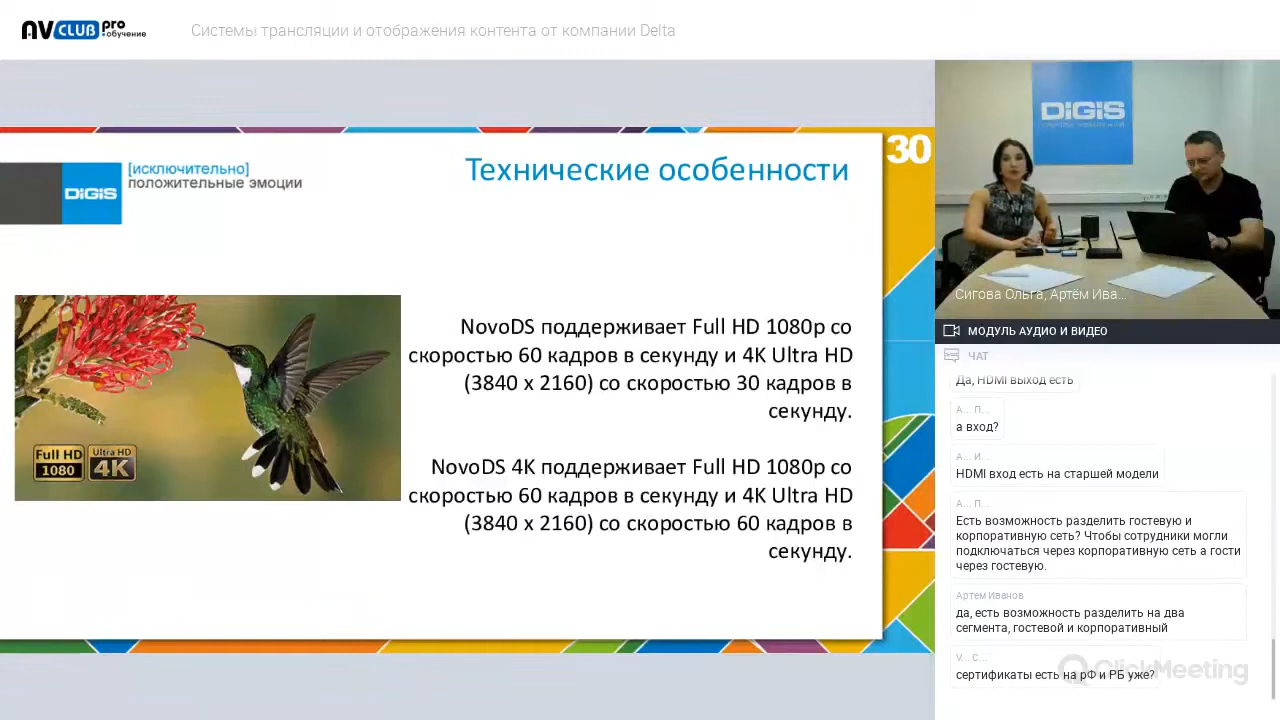 AV CLUB pro
•обучение
Системы трансляции и отображения контента от компании Delta
DIGIS
[исключительно]
положительные эмоции
Технические особенности
30
NovoDS поддерживает Full HD 1080p со
скоростью 60 кадров в секунду и 4K Ultra HD
(3840 x 2160) со скоростью 30 кадров в
секунду.
NovoDS 4K поддерживает Full HD 1080p со
скоростью 60 кадров в секунду и 4K Ultra HD
(3840 x 2160) со скоростью 60 кадров в
секунду.
Full HD
1080
Ultra HD
4K
DIGIS
Сигова Ольга, Артём Ива...
МОДУЛЬ АУДИО И ВИДЕО
ЧАТ
Да, HDMI выход есть
А... П...
а вход?
А... И...
HDMI вход есть на старшей модели
А... П...
Есть возможность разделить гостевую и
корпоративную сеть? Чтобы сотрудники могли
подключаться через корпоративную сеть а гости
через гостевую.
Артем Иванов
да, есть возможность разделить на два
сегмента, гостевой и корпоративный
V... C...
сертификаты есть на рФ и РБ уже?
ClickMeeting